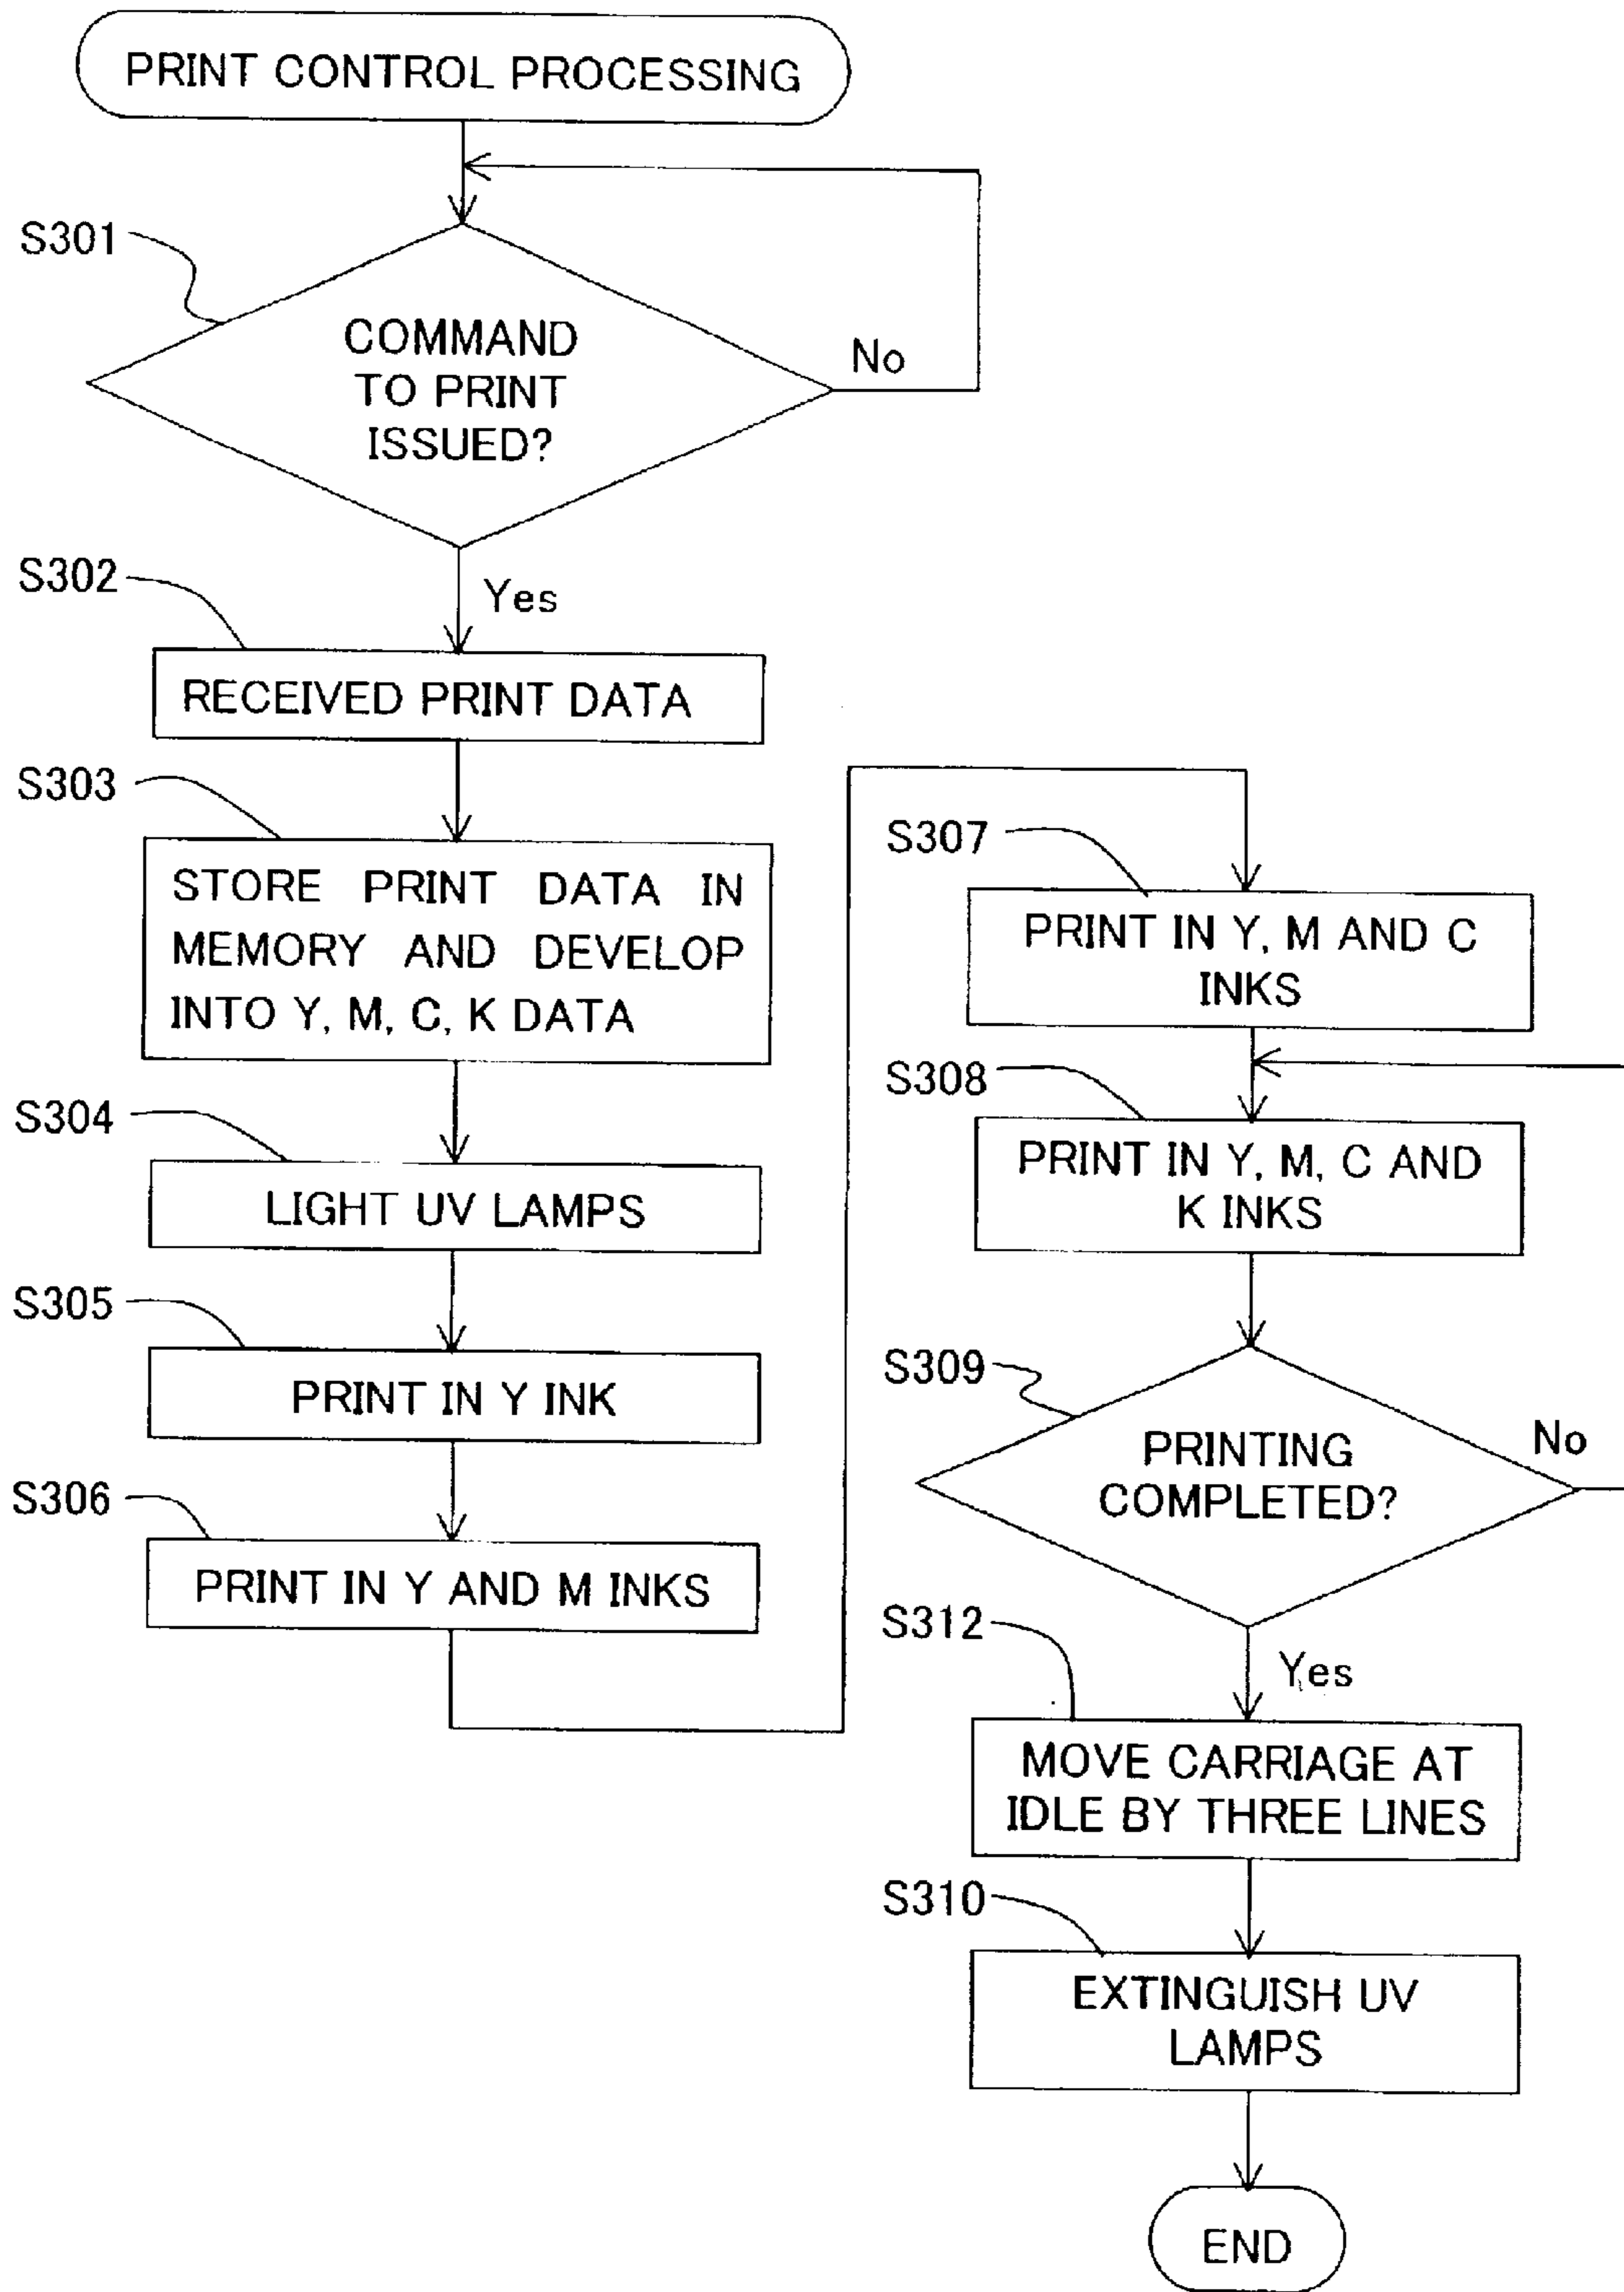 PRINT CONTROL PROCESSING
S301
COMMAND
TO PRINT
ISSUED?
No
Yes
S302
RECEIVED PRINT DATA
S303
STORE PRINT DATA IN
MEMORY AND DEVELOP
INTO Y, M, C, K DATA
S304
LIGHT UV LAMPS
S305
PRINT IN Y INK
S306
PRINT IN Y AND M INKS
S307
PRINT IN Y, M AND C
INKS
S308
PRINT IN Y, M, C AND
K INKS
S309
PRINTING
COMPLETED?
No
Yes
S312
MOVE CARRIAGE AT
IDLE BY THREE LINES
S310
EXTINGUISH UV
LAMPS
END